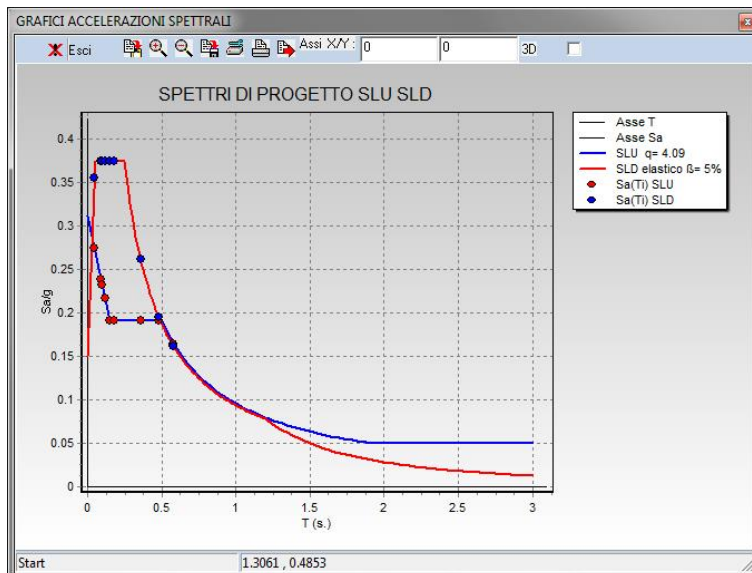 GRAFICI ACCELERAZIONI SPETTRALI
Esci Assi X/Y : 0 0 3D
SPETTRI DI PROGETTO SLU SLD
Asse T
Asse Sa
SLU q= 4.09
SLD elastico ß= 5%
Sa(Ti) SLU
Sa(Ti) SLD
0.4
0.35
0.3
0.25
0.2
0.15
0.1
0.05
0
Sa/g
0 0.5 1 1.5 2 2.5 3
T (s.)
Start 1.3061 , 0.4853